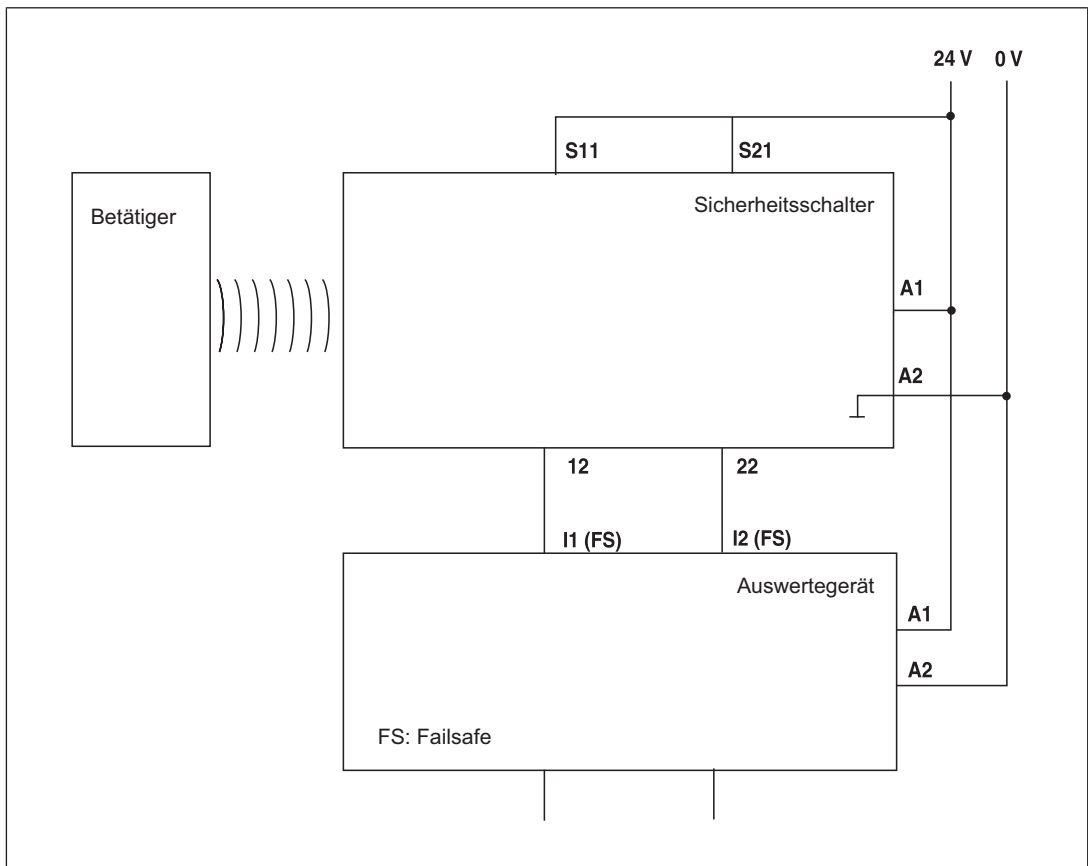 24 V 0 V
S11 S21
Betätiger
Sicherheitsschalter
A1
A2
12 22
I1 (FS) I2 (FS)
Auswertegerät
A1
A2
FS: Failsafe